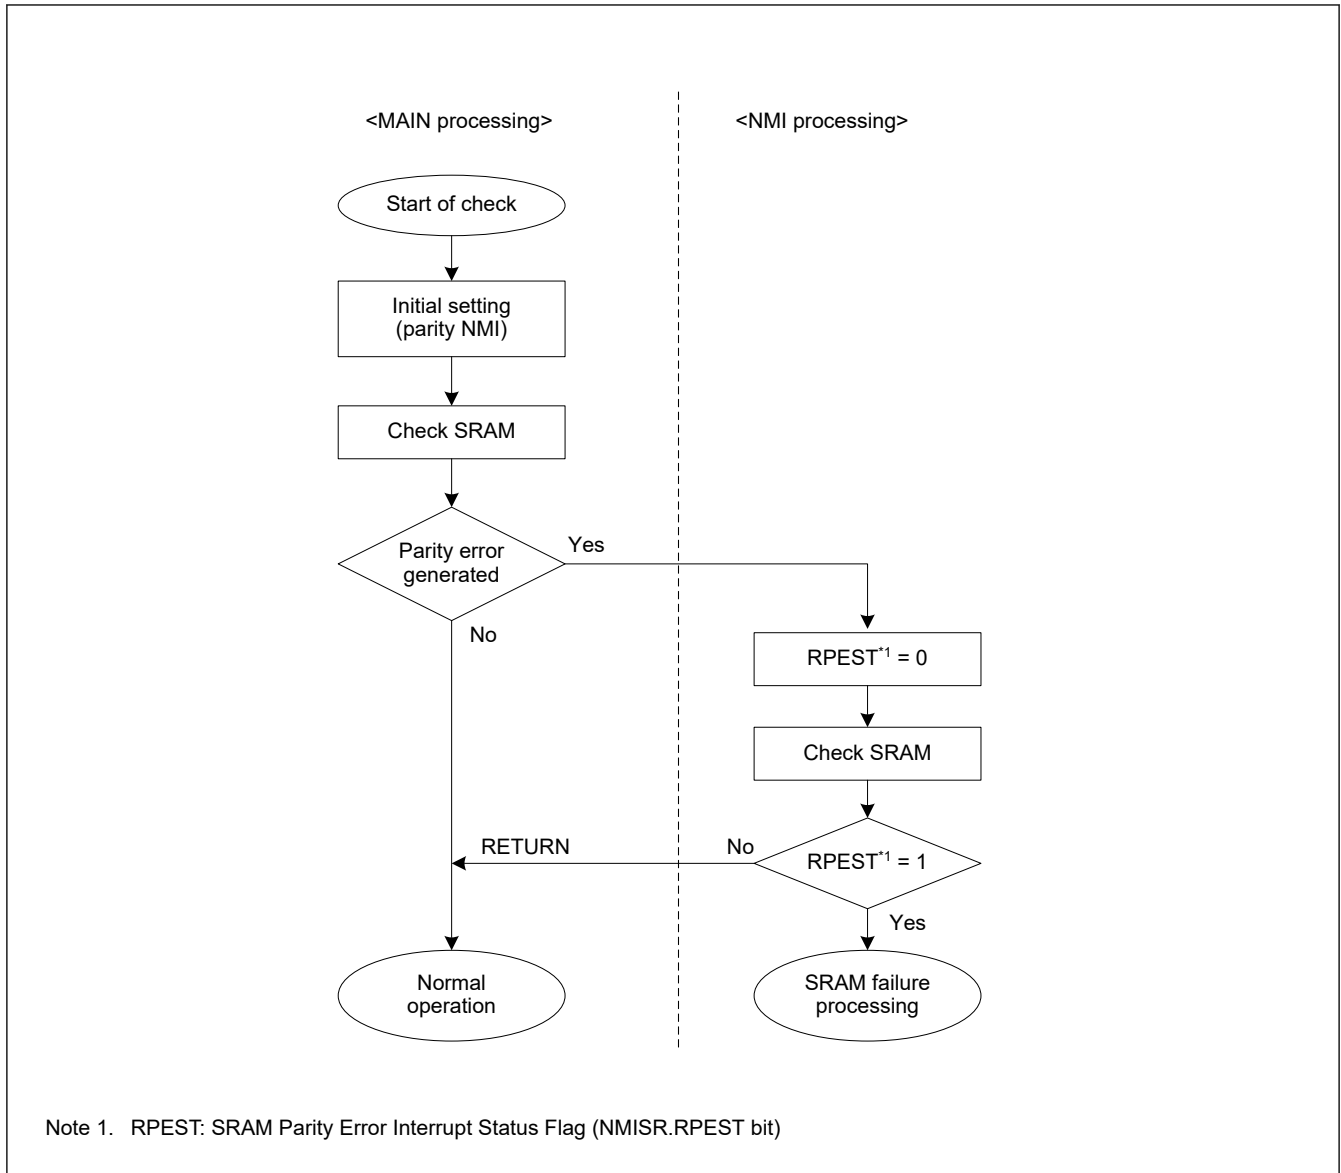 <MAIN processing>
<NMI processing>
Start of check
Initial setting
(parity NMI)
Check SRAM
Parity error
generated
Yes
No
RPEST*1 = 0
Check SRAM
RPEST*1 = 1
No
RETURN
Yes
Normal
operation
SRAM failure
processing
Note 1. RPEST: SRAM Parity Error Interrupt Status Flag (NMISR.RPEST bit)